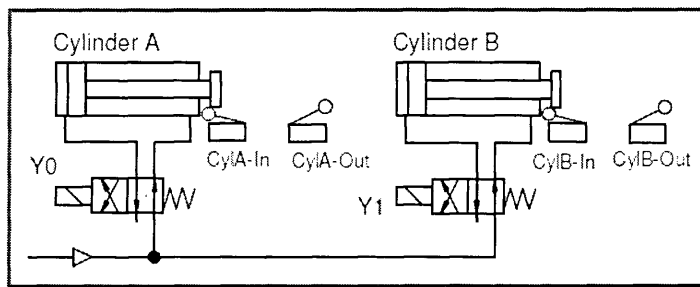 Cylinder A
Cylinder B
CylA-In
CylA-Out
CylB-In
CylB-Out
Y0
Y1